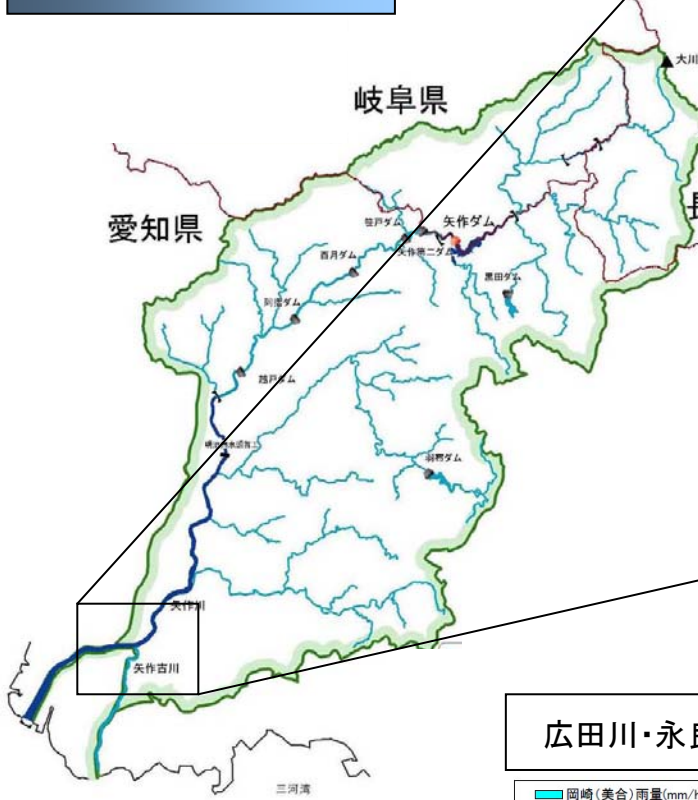 大川
岐阜県
長
愛知県
笹戸ダム
矢作ダム
矢作第二ダム
百月ダム
黒田ダム
阿摺ダム
越戸ダム
羽布ダム
矢作川
矢作古川
広田川・永良
岡崎(美合)雨量(mm/h
三河湾